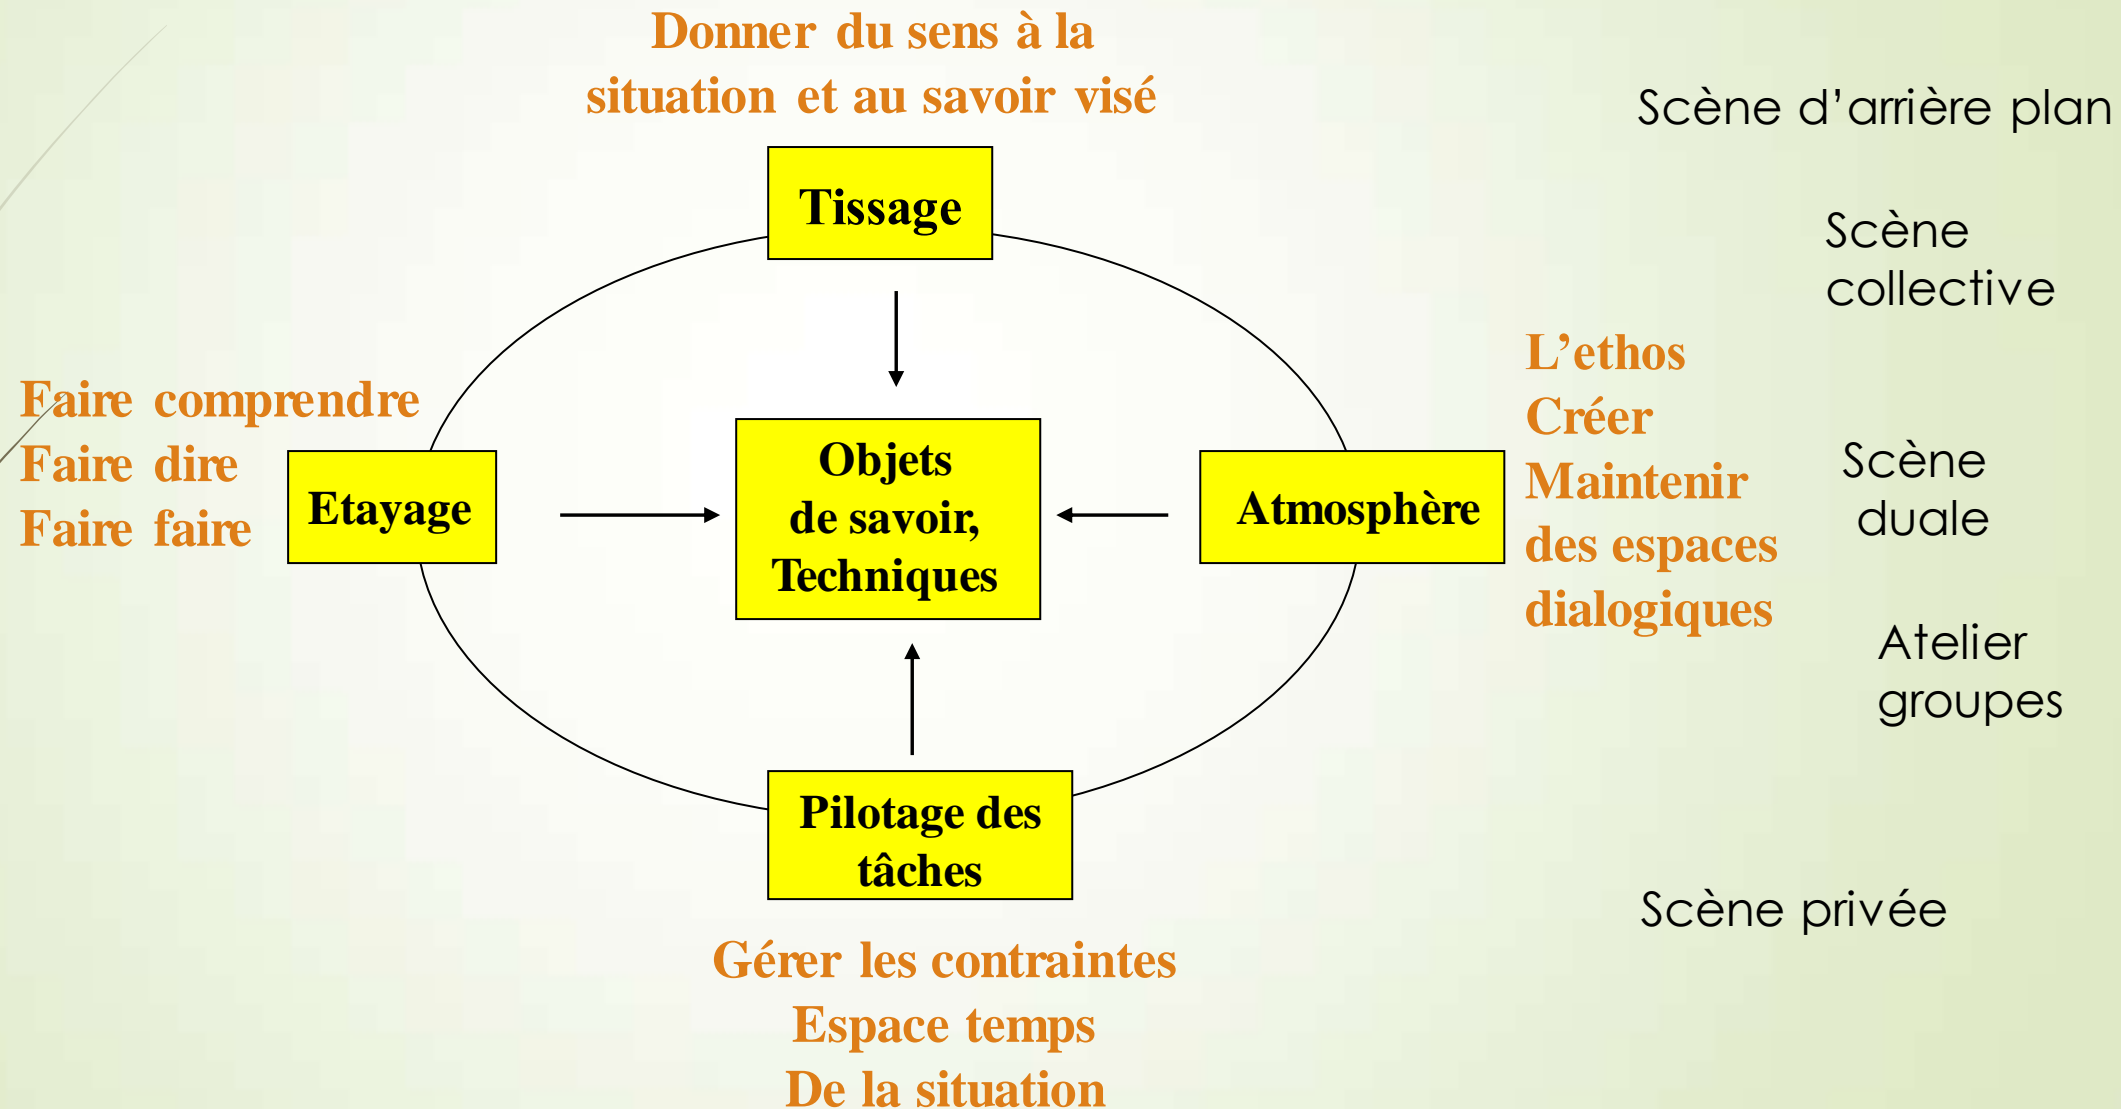 Donner du sens à la
situation et au savoir visé
Scène d’arrière plan
Tissage
Scène
collective
Faire comprendre
Faire dire
Faire faire
Etayage
Objets
de savoir,
Techniques
Atmosphère
L’ethos
Créer
Maintenir
des espaces
dialogiques
Scène
duale
Atelier
groupes
Pilotage des
tâches
Scène privée
Gérer les contraintes
Espace temps
De la situation